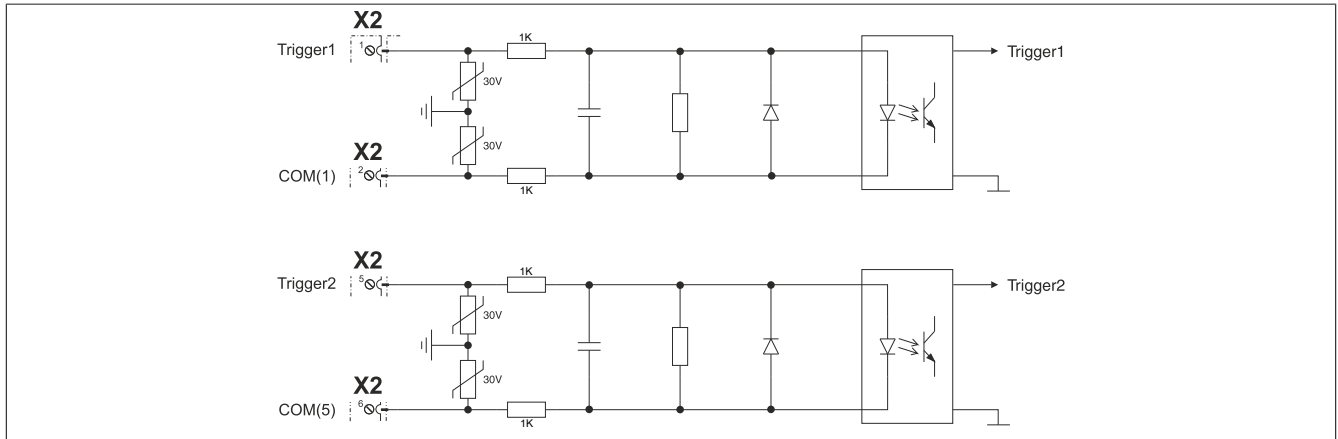 X2
1K
Trigger1
1
Trigger1
30V
X2
30V
COM(1)
2
1K
X2
1K
Trigger2
5
Trigger2
30V
X2
30V
COM(5)
6
1K